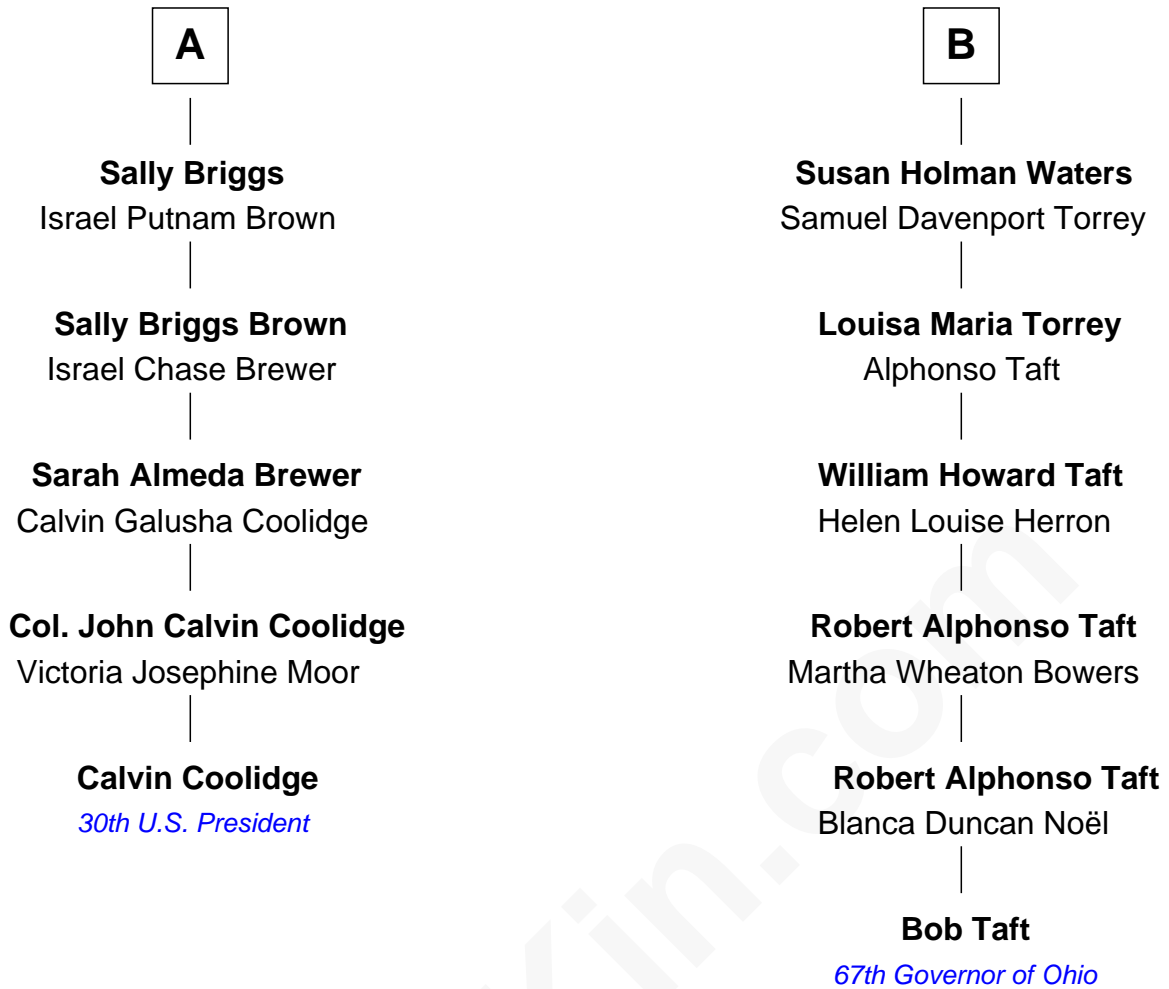 A
Sally Briggs
Israel Putnam Brown
Sally Briggs Brown
Israel Chase Brewer
Sarah Almeda Brewer
Calvin Galusha Coolidge
Col. John Calvin Coolidge
Victoria Josephine Moor
Calvin Coolidge
30th U.S. President
B
Susan Holman Waters
Samuel Davenport Torrey
Louisa Maria Torrey
Alphonso Taft
William Howard Taft
Helen Louise Herron
Robert Alphonso Taft
Martha Wheaton Bowers
Robert Alphonso Taft
Blanca Duncan Noël
Bob Taft
67th Governor of Ohio
Kin.com